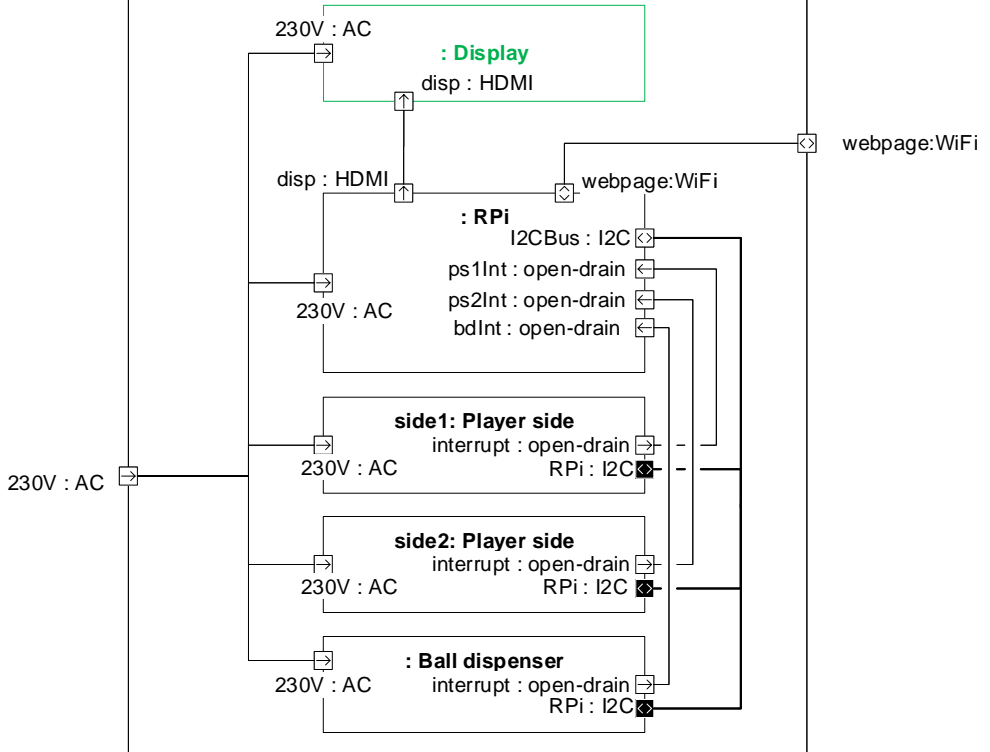 230V : AC
: Display
disp : HDMI
webpage:WiFi
disp : HDMI
webpage:WiFi
: RPi
I2CBus : I2C
ps1Int : open-drain
ps2Int : open-drain
230V : AC
bdInt : open-drain
side1: Player side
interrupt : open-drain
230V : AC
RPi : I2C
230V : AC
side2: Player side
interrupt : open-drain
230V : AC
RPi : I2C
: Ball dispenser
230V : AC
interrupt : open-drain
RPi : I2C